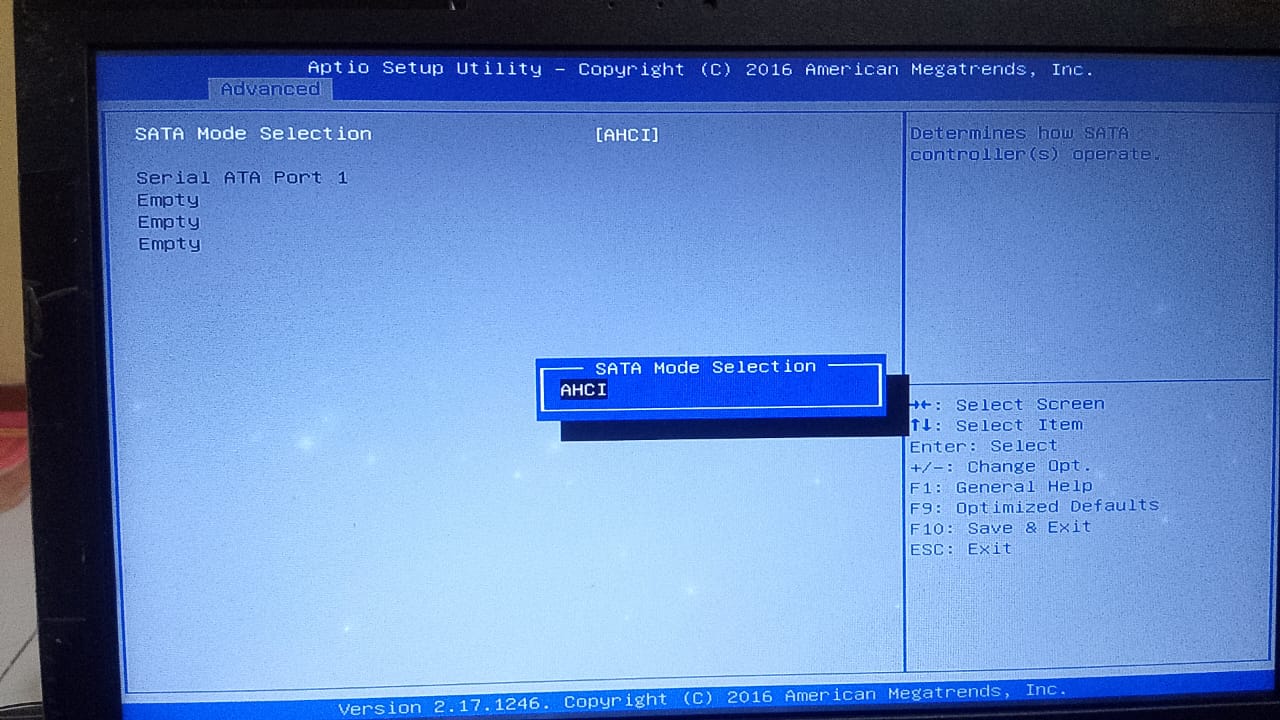 Aptio Setup Utility – Copyright (C) 2016 American Megatrends, Inc.
Advanced
SATA Mode Selection [AHCI]
Serial ATA Port 1
Empty
Empty
Empty
SATA Mode Selection
AHCI
Determines how SATA
controller(s) operate.
→←: Select Screen
↑↓: Select Item
Enter: Select
+/-: Change Opt.
F1: General Help
F9: Optimized Defaults
F10: Save & Exit
ESC: Exit
Version 2.17.1246. Copyright (C) 2016 American Megatrends, Inc.